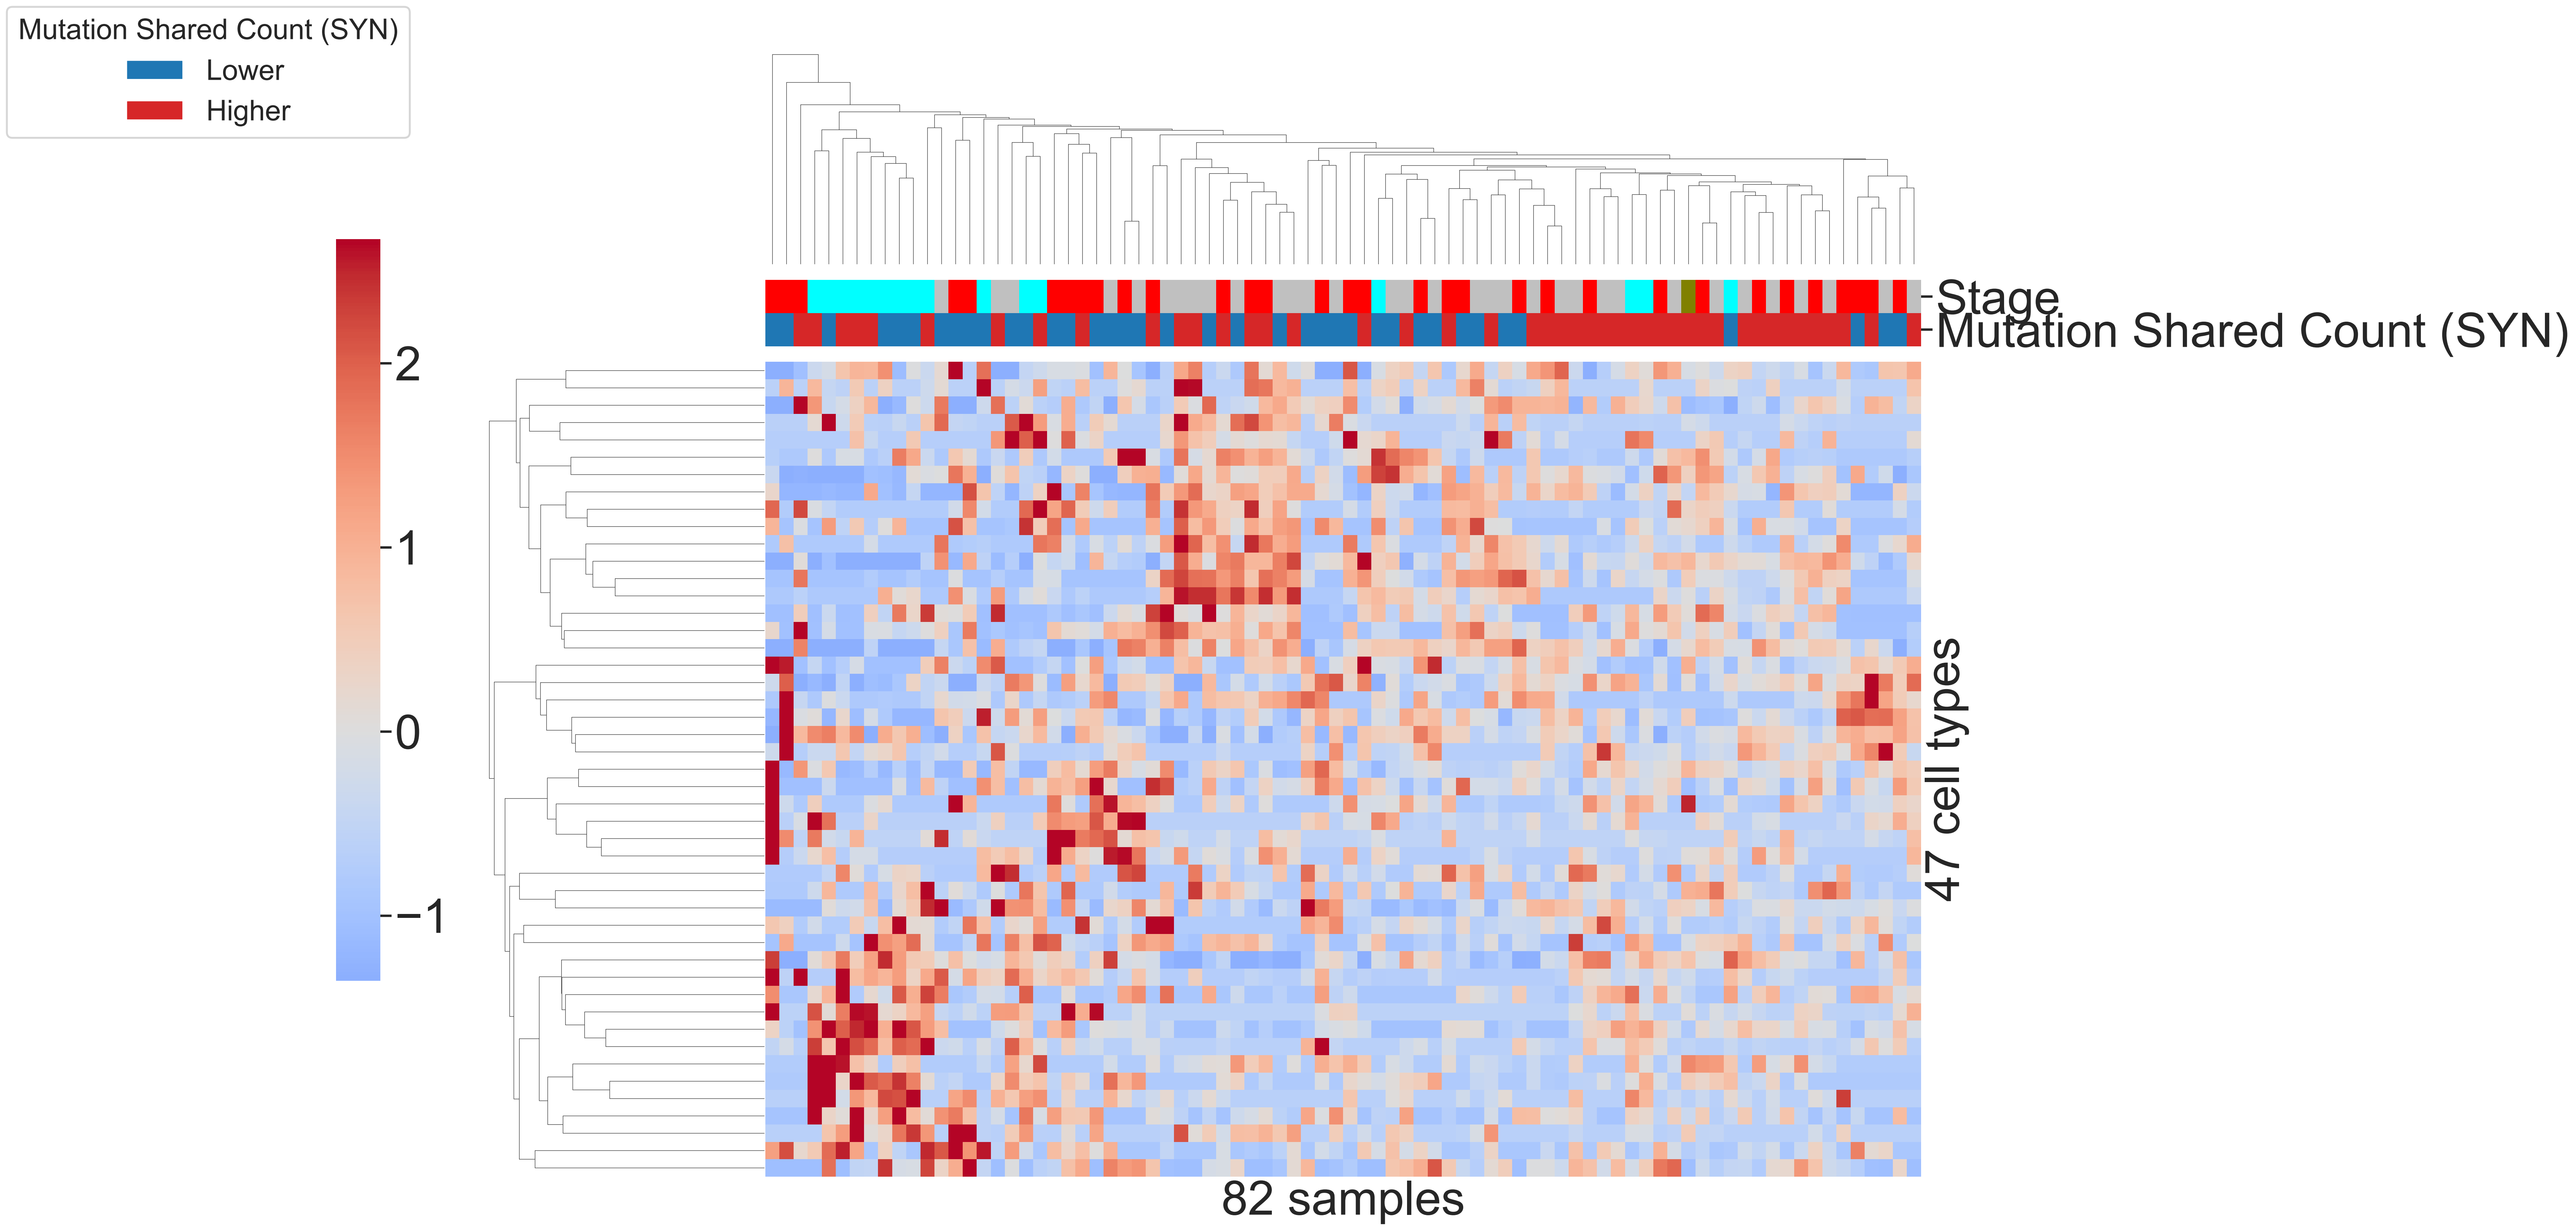 Mutation Shared Count (SYN)
Lower
Higher
Stage
Mutation Shared Count (SYN)
2
1
0
−1
47 cell types
82 samples